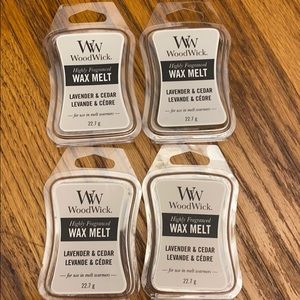 WW
WoodWick.
Highly Fragranced
WAX MELT
LAVENDER & CEDAR
LEVANDE & CÈDRE
for use in melt warmers
22.7 g
WW
WoodWick.
Highly Fragranced
WAX MELT
LAVENDER & CEDAR
LEVANDE & CÈDRE
for use in melt warmers
22.7 g
WW
WoodWick.
Highly Fragranced
WAX MELT
LAVENDER & CEDAR
LEVANDE & CÈDRE
for use in melt warmers
22.7 g
WW
WoodWick.
Highly Fragranced
WAX MELT
LAVENDER & CEDAR
LEVANDE & CÈDRE
for use in melt warmers
22.7 g